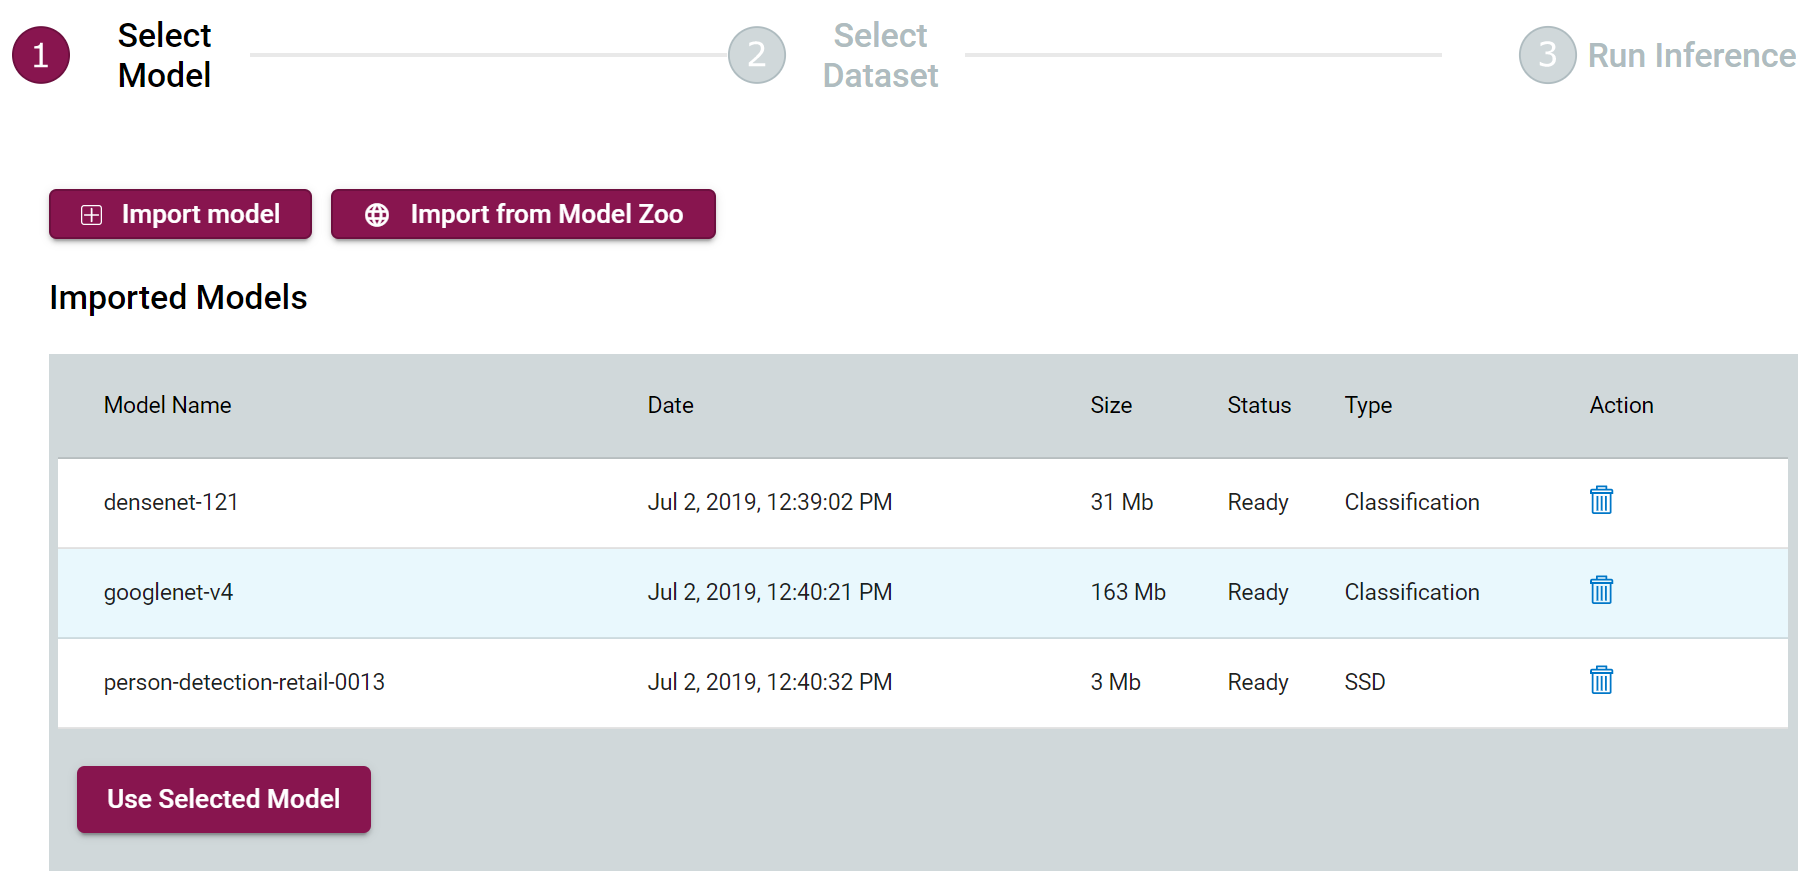 1 Select Model 2 Select Dataset 3 Run Inference
Import model Import from Model Zoo
Imported Models
Model Name Date Size Status Type Action
densenet-121 Jul 2, 2019, 12:39:02 PM 31 Mb Ready Classification
googlenet-v4 Jul 2, 2019, 12:40:21 PM 163 Mb Ready Classification
person-detection-retail-0013 Jul 2, 2019, 12:40:32 PM 3 Mb Ready SSD
Use Selected Model